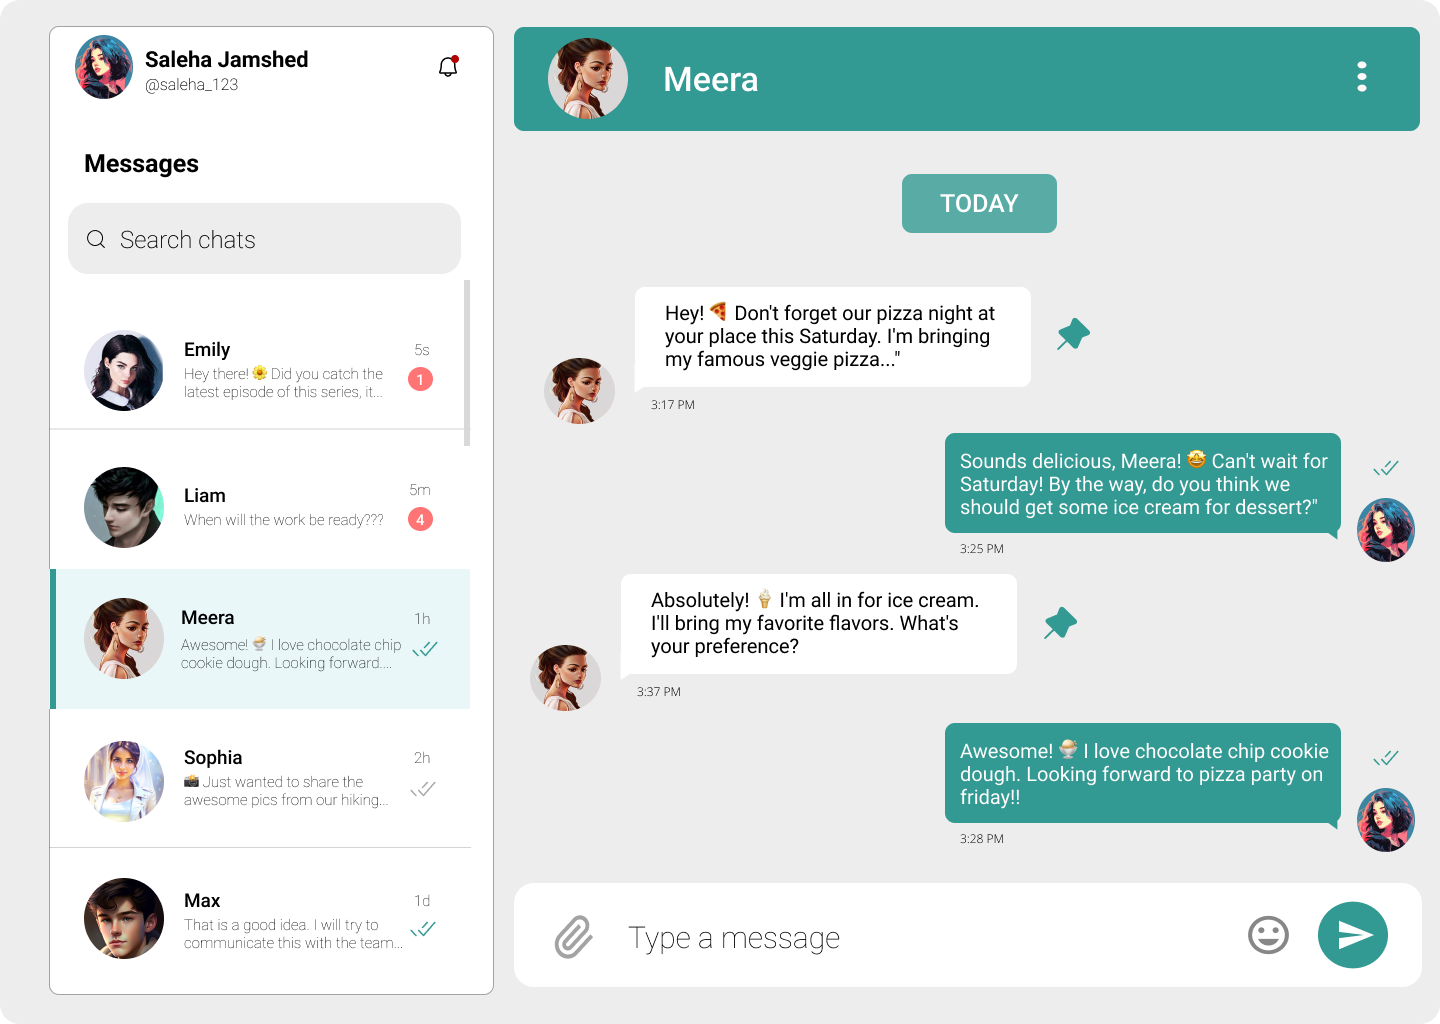 Saleha Jamshed
@saleha_123
Messages
Search chats
Emily
5s
Hey there! 🌼 Did you catch the
latest episode of this series, it...
1
Liam
5m
When will the work be ready???
4
Meera
1h
Awesome! 🍨 I love chocolate chip
cookie dough. Looking forward....
Sophia
2h
📸 Just wanted to share the
awesome pics from our hiking...
Max
1d
That is a good idea. I will try to
communicate this with the team...
Meera
TODAY
Hey! 🍕 Don't forget our pizza night at
your place this Saturday. I'm bringing
my famous veggie pizza..."
3:17 PM
Sounds delicious, Meera! 🤩 Can't wait for
Saturday! By the way, do you think we
should get some ice cream for dessert?"
3:25 PM
Absolutely! 🍦 I'm all in for ice cream.
I'll bring my favorite flavors. What's
your preference?
3:37 PM
Awesome! 🍨 I love chocolate chip cookie
dough. Looking forward to pizza party on
friday!!
3:28 PM
Type a message